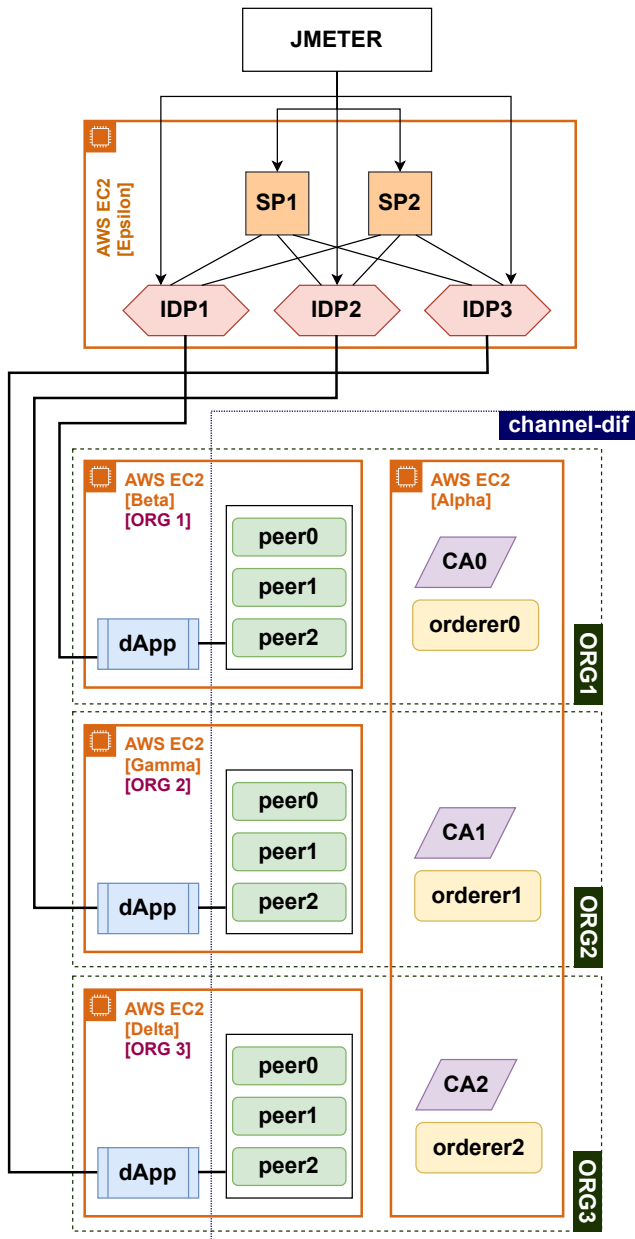 JMETER
AWS EC2
[Epsilon]
SP1
SP2
IDP1
IDP2
IDP3
channel-dif
AWS EC2
[Beta]
[ORG 1]
peer0
peer1
peer2
dApp
AWS EC2
[Alpha]
CA0
orderer0
ORG1
AWS EC2
[Gamma]
[ORG 2]
peer0
peer1
peer2
dApp
CA1
orderer1
ORG2
AWS EC2
[Delta]
[ORG 3]
peer0
peer1
peer2
dApp
CA2
orderer2
ORG3